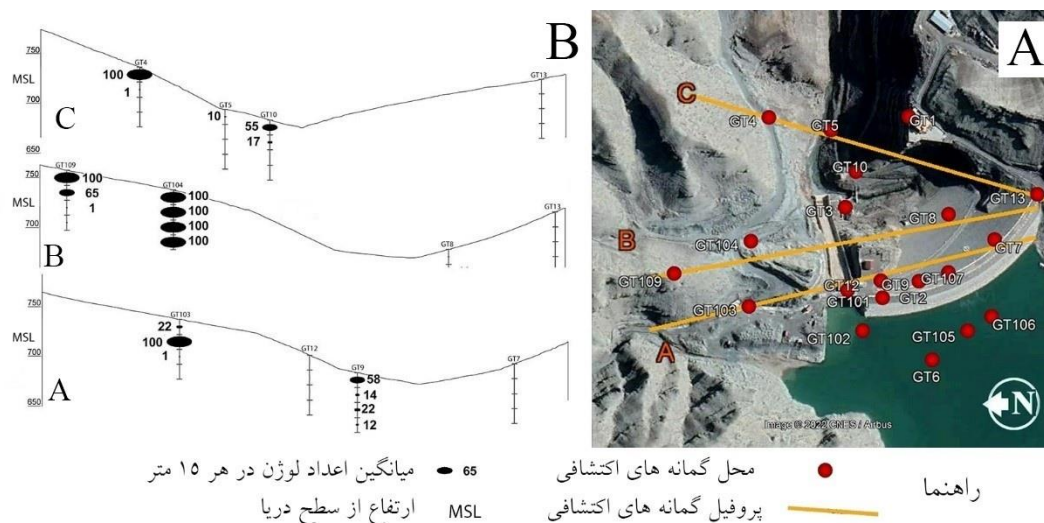 B
750
MSL
700
650
C
GT4
100
1
GT5
10
GT10
55
17
GT13
750
MSL
700
B
GT109
100
65
1
GT104
100
100
100
100
GT8
GT13
750
MSL
700
650
A
GT103
22
100
1
GT12
GT9
58
14
22
12
GT7
A
C
GT4
GT5
GT1
GT10
GT13
GT3
GT8
B
GT104
GT7
GT109
GT107
GT12
GT9
GT103
GT101
GT2
A
GT102
GT105
GT106
GT6
N
Image © 2022 CNES / Airbus
راهنما
محل گمانه های اکتشافی
پروفیل گمانه های اکتشافی
65 میانگین اعداد لوژن در هر ۱۵ متر
MSL ارتفاع از سطح دریا